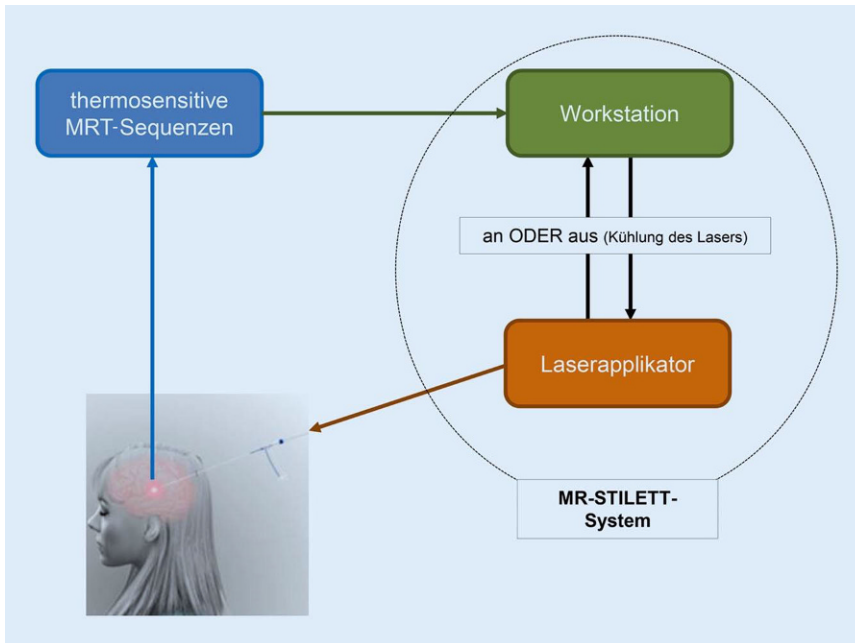 thermosensitive
MRT-Sequenzen
Workstation
an ODER aus (Kühlung des Lasers)
Laserapplikator
MR-STILETT-
System